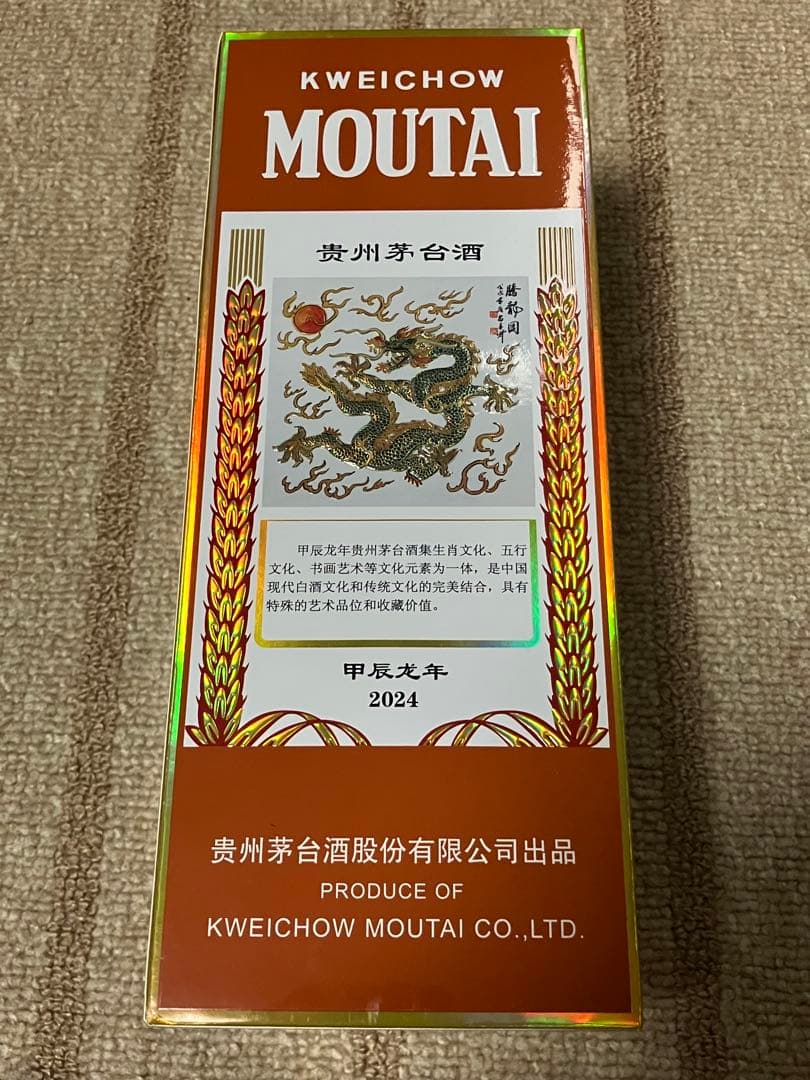 KWEICHOW
MOUTAI
贵州茅台酒
腾龙图
甲辰龙年贵州茅台酒集生肖文化、五行
文化、书画艺术等文化元素为一体，是中国
现代白酒文化和传统文化的完美结合，具有
特殊的艺术品位和收藏价值。
甲辰龙年
2024
贵州茅台酒股份有限公司出品
PRODUCE OF
KWEICHOW MOUTAI CO.,LTD.